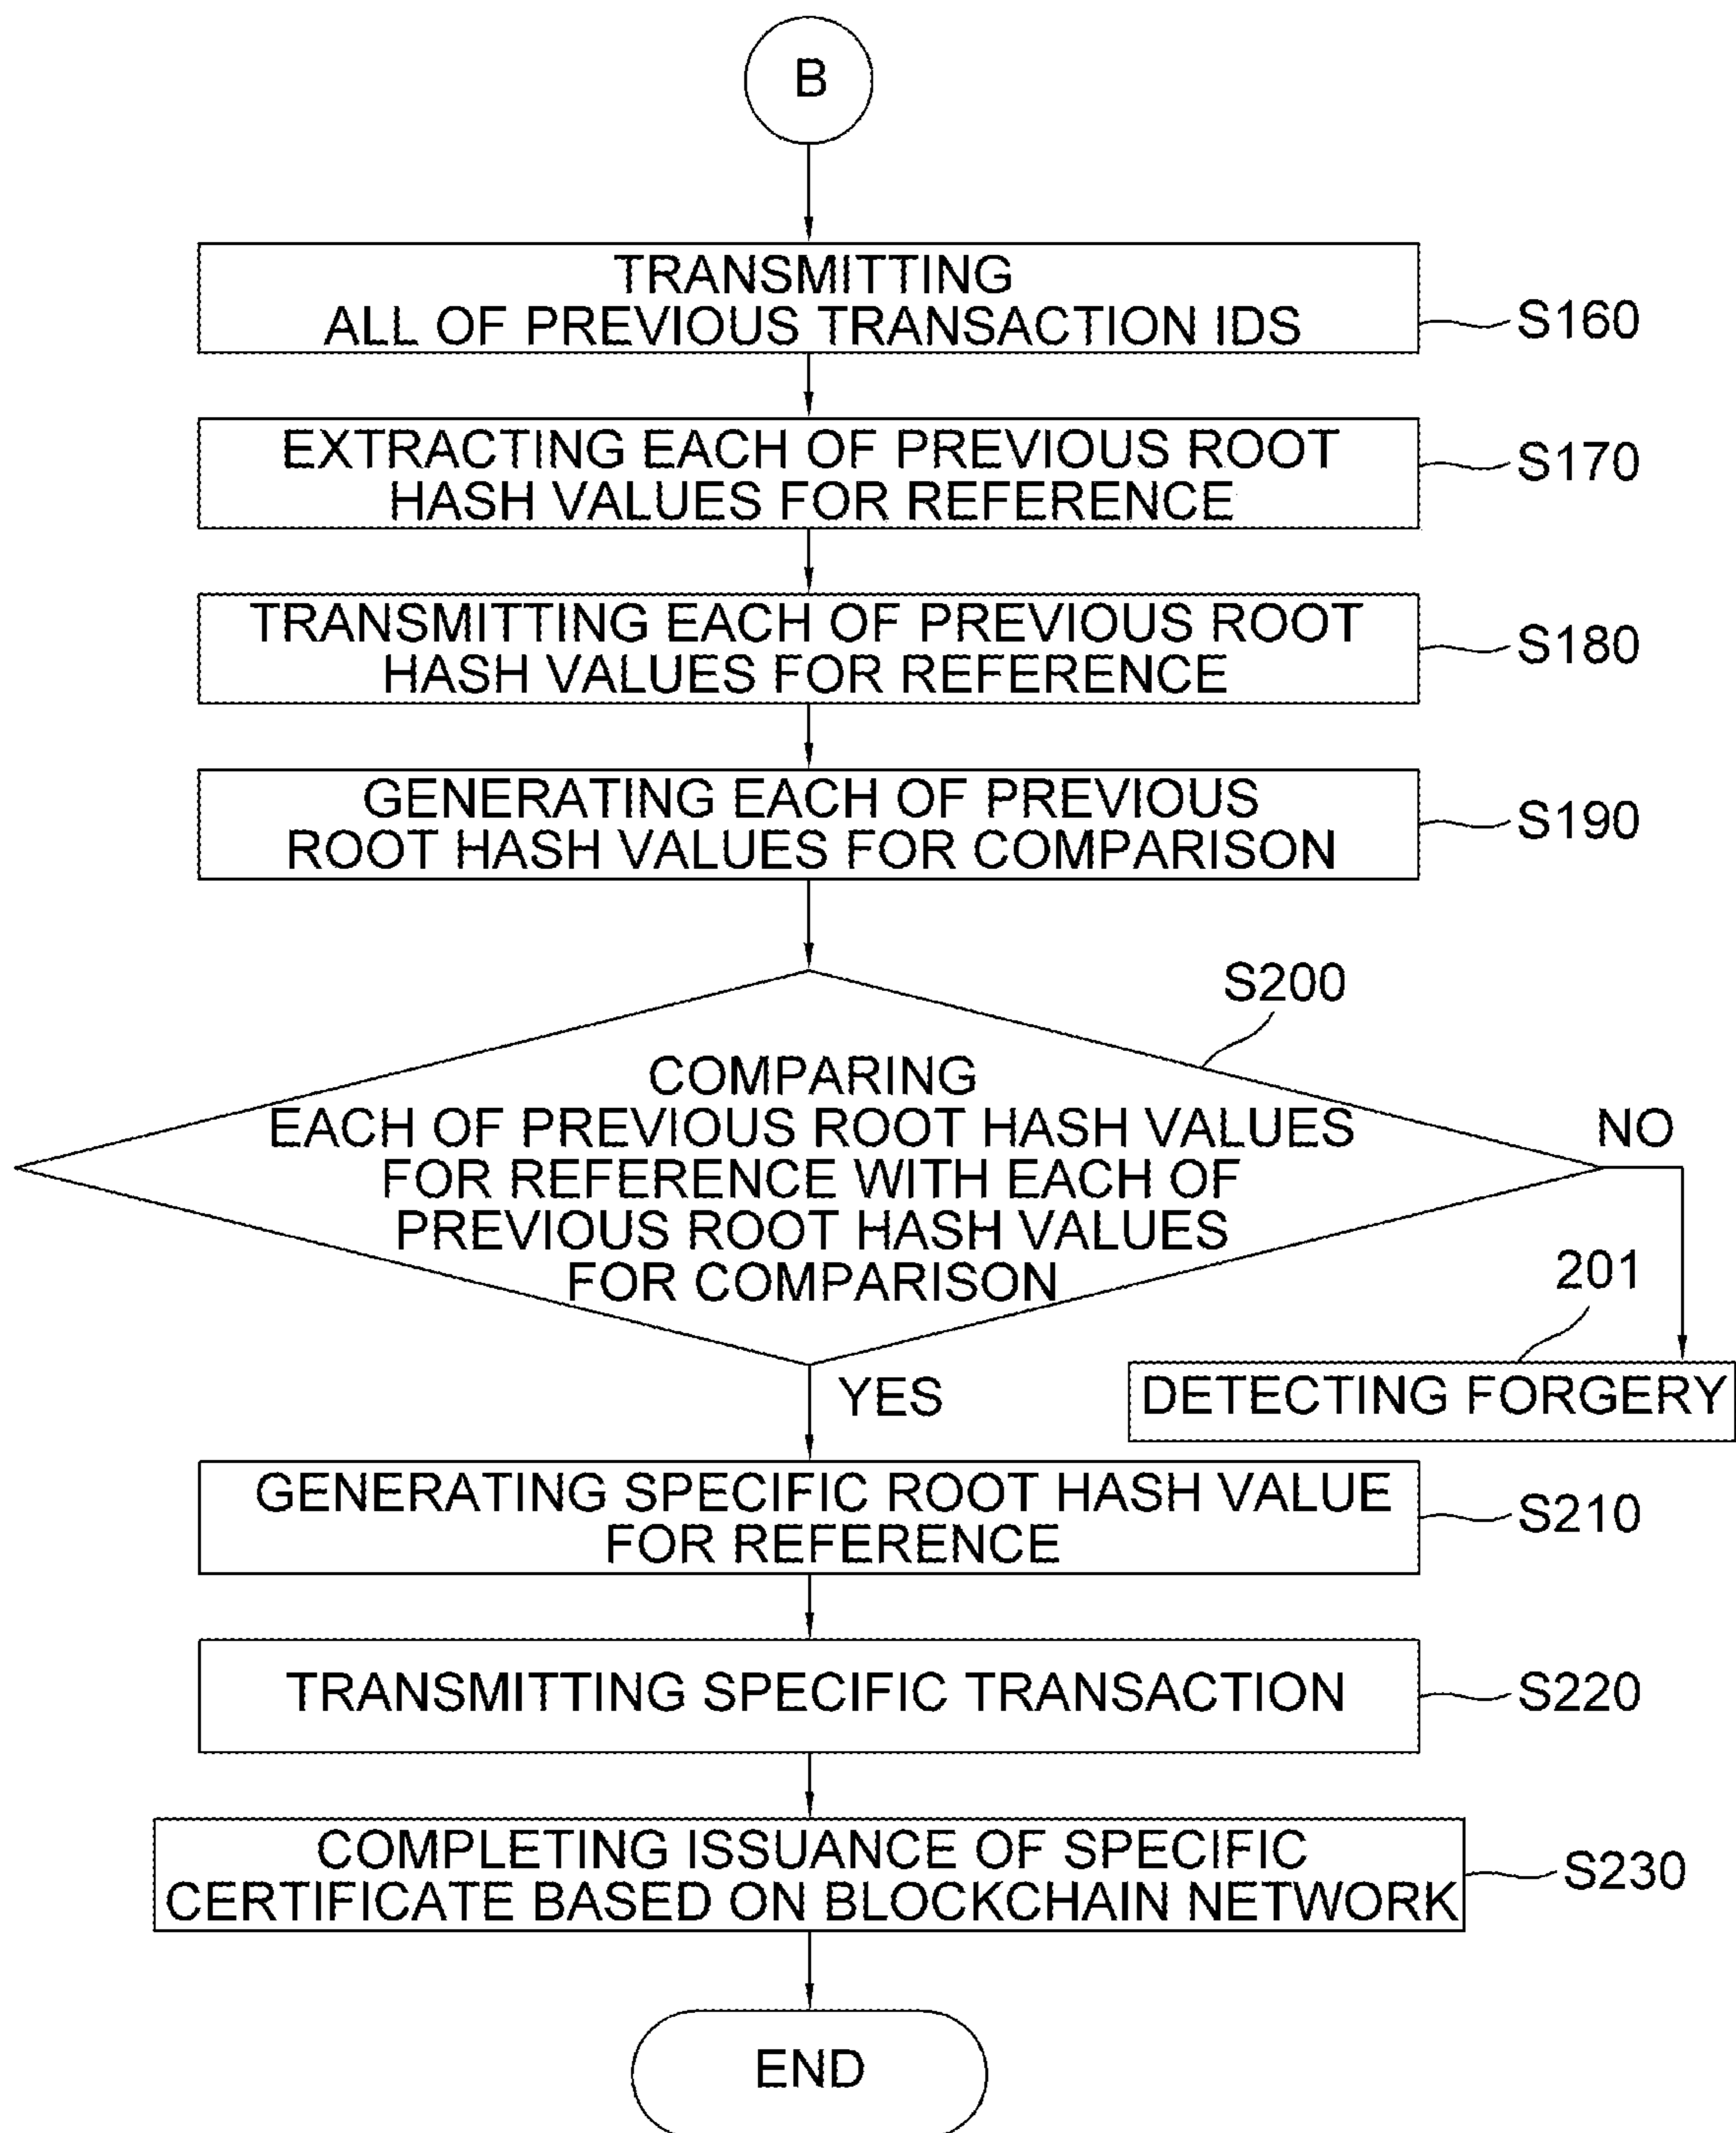 B
TRANSMITTING
ALL OF PREVIOUS TRANSACTION IDS
S160
EXTRACTING EACH OF PREVIOUS ROOT
HASH VALUES FOR REFERENCE
S170
TRANSMITTING EACH OF PREVIOUS ROOT
HASH VALUES FOR REFERENCE
S180
GENERATING EACH OF PREVIOUS
ROOT HASH VALUES FOR COMPARISON
S190
S200
COMPARING
EACH OF PREVIOUS ROOT HASH VALUES
FOR REFERENCE WITH EACH OF
PREVIOUS ROOT HASH VALUES
FOR COMPARISON
NO
201
DETECTING FORGERY
YES
GENERATING SPECIFIC ROOT HASH VALUE
FOR REFERENCE
S210
TRANSMITTING SPECIFIC TRANSACTION
S220
COMPLETING ISSUANCE OF SPECIFIC
CERTIFICATE BASED ON BLOCKCHAIN NETWORK
S230
END